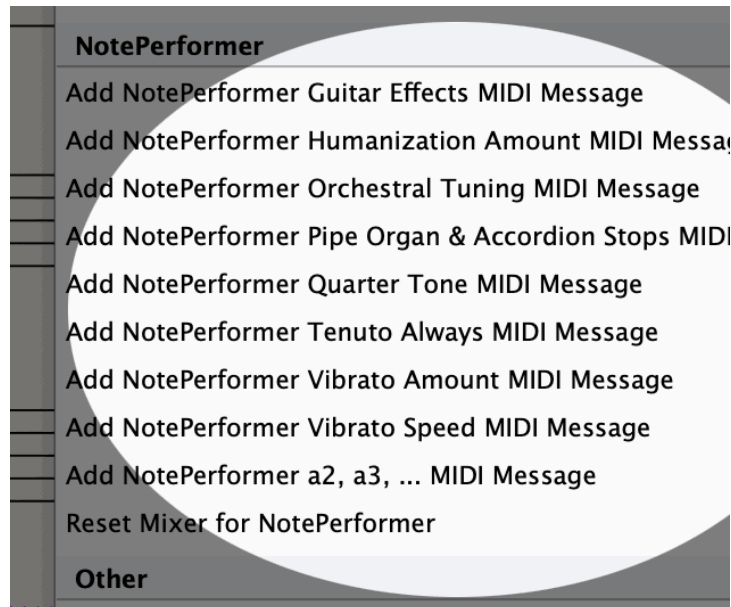 NotePerformer
Add NotePerformer Guitar Effects MIDI Message
Add NotePerformer Humanization Amount MIDI Messag
Add NotePerformer Orchestral Tuning MIDI Message
Add NotePerformer Pipe Organ & Accordion Stops MIDI
Add NotePerformer Quarter Tone MIDI Message
Add NotePerformer Tenuto Always MIDI Message
Add NotePerformer Vibrato Amount MIDI Message
Add NotePerformer Vibrato Speed MIDI Message
Add NotePerformer a2, a3, ... MIDI Message
Reset Mixer for NotePerformer
Other